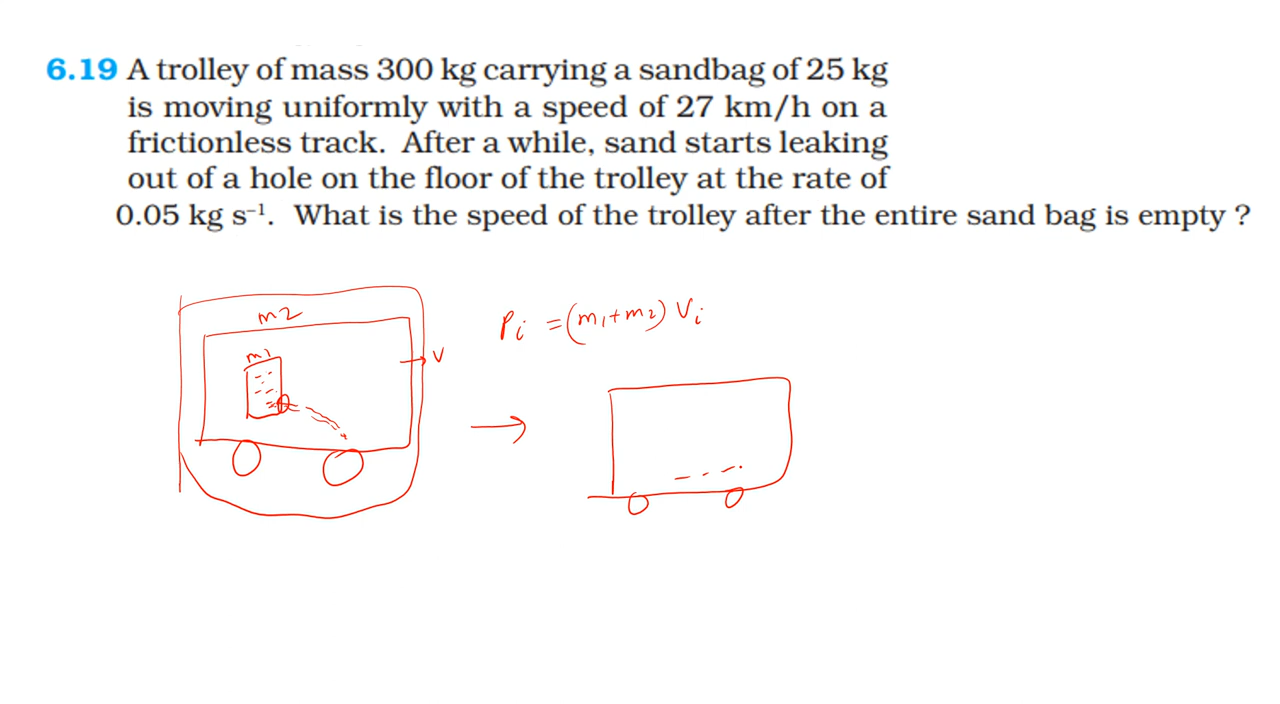 6.19 A trolley of mass 300 kg carrying a sandbag of 25 kg
is moving uniformly with a speed of 27 km/h on a
frictionless track. After a while, sand starts leaking
out of a hole on the floor of the trolley at the rate of
0.05 kg s⁻¹. What is the speed of the trolley after the entire sand bag is empty ?
m2
Pi = (m1+m2) Vi
m1
V